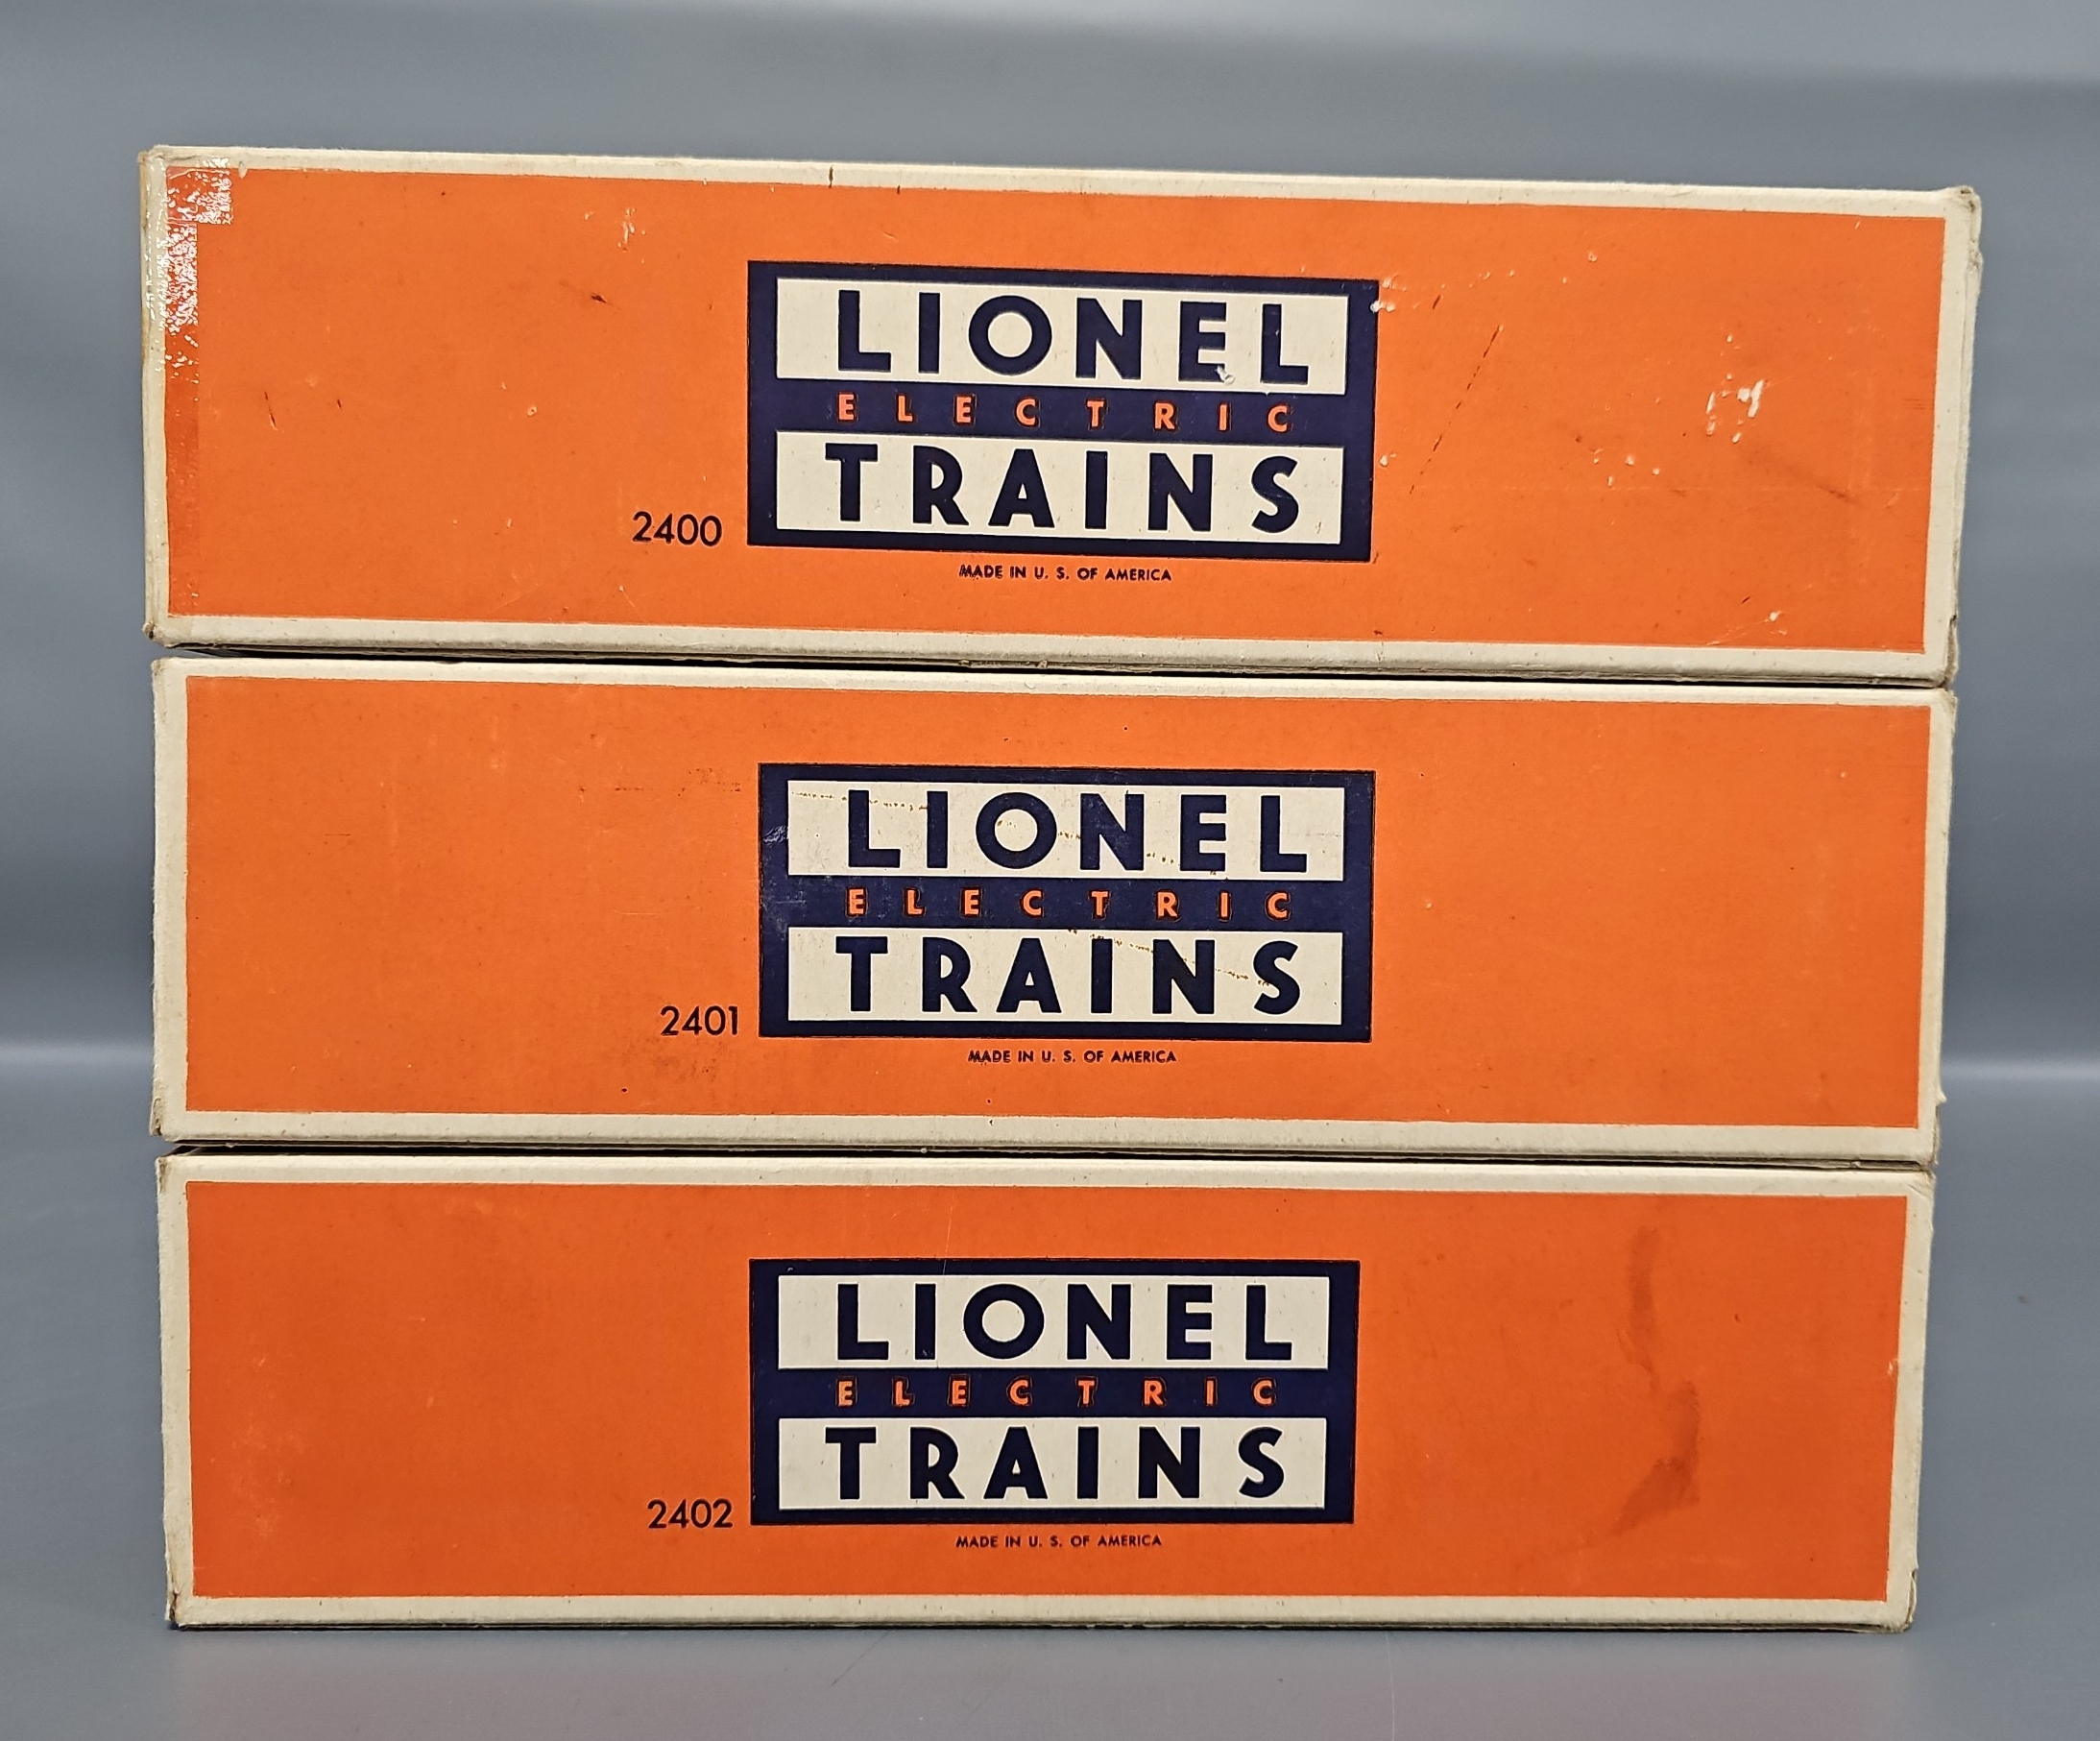 LIONEL
ELECTRIC
TRAINS
2400
MADE IN U. S. OF AMERICA
LIONEL
ELECTRIC
TRAINS
2401
MADE IN U. S. OF AMERICA
LIONEL
ELECTRIC
TRAINS
2402
MADE IN U. S. OF AMERICA